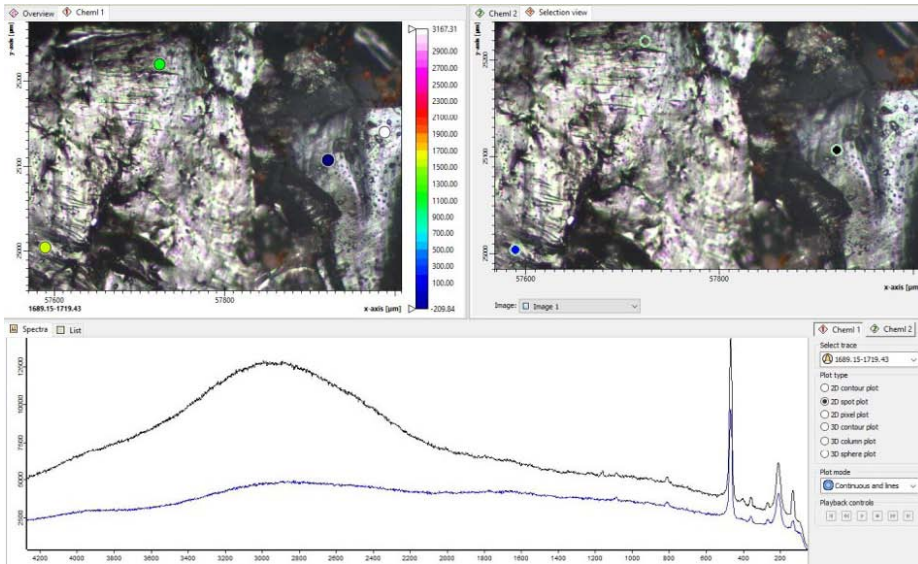 Overview Cheml 1
y-axis [µm]
25200
25100
25000
57600 57800
1689.15-1719.43 x-axis [µm]
3167.31
2900.00
2700.00
2500.00
2300.00
2100.00
1900.00
1700.00
1500.00
1300.00
1100.00
900.00
700.00
500.00
300.00
100.00
-209.84
Cheml 2 Selection view
y-axis [µm]
25200
25100
25000
57600 57800
x-axis [µm]
Image: Image 1
Spectra List
12500
10000
7500
5000
2500
4200 4000 3800 3600 3400 3200 3000 2800 2600 2400 2200 2000 1800 1600 1400 1200 1000 800 600 400 200
Cheml 1 Cheml 2
Select trace
1689.15-1719.43
Plot type
2D contour plot
2D spot plot
2D pixel plot
3D contour plot
3D column plot
3D sphere plot
Plot mode
Continuous and lines
Playback controls